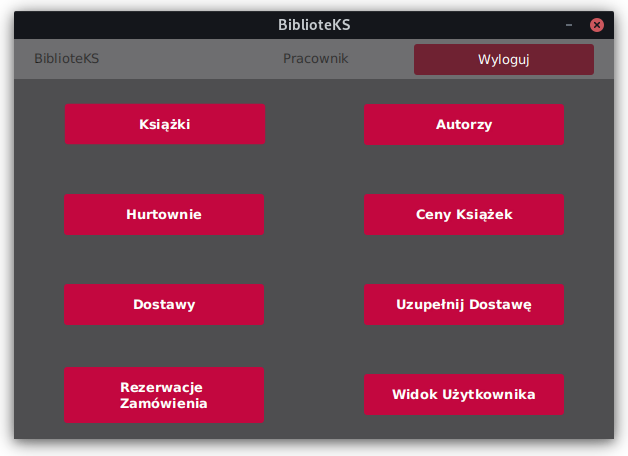 BiblioteKS
BiblioteKS
Pracownik
Wyloguj
Książki
Autorzy
Hurtownie
Ceny Książek
Dostawy
Uzupełnij Dostawę
Rezerwacje
Zamówienia
Widok Użytkownika